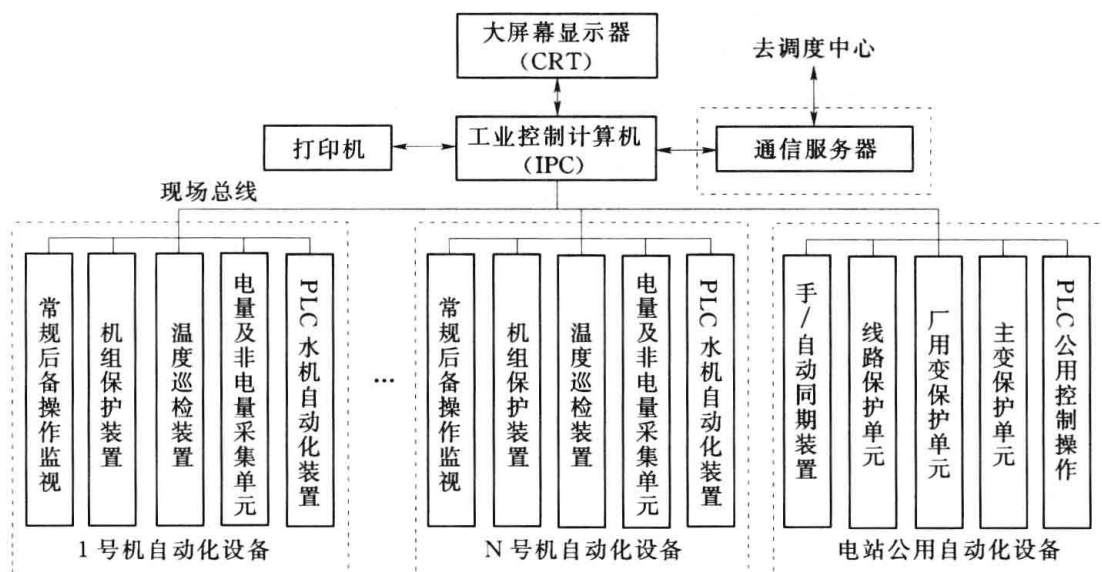 大屏幕显示器
(CRT)
去调度中心
打印机
工业控制计算机
(IPC)
通信服务器
现场总线
常规后备操作监视
机组保护装置
温度巡检装置
电量及非电量采集单元
PLC水机自动化装置
…
常规后备操作监视
机组保护装置
温度巡检装置
电量及非电量采集单元
PLC水机自动化装置
手/自动同期装置
线路保护单元
厂用变保护单元
主变保护单元
PLC公用控制操作
1号机自动化设备
N号机自动化设备
电站公用自动化设备